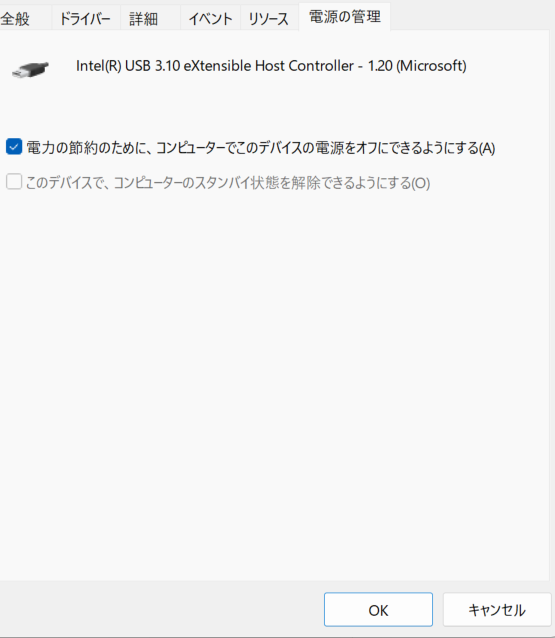 全般 ドライバー 詳細 イベント リソース 電源の管理
Intel(R) USB 3.10 eXtensible Host Controller - 1.20 (Microsoft)
電力の節約のために、コンピューターでこのデバイスの電源をオフにできるようにする(A)
このデバイスで、コンピューターのスタンバイ状態を解除できるようにする(O)
OK キャンセル